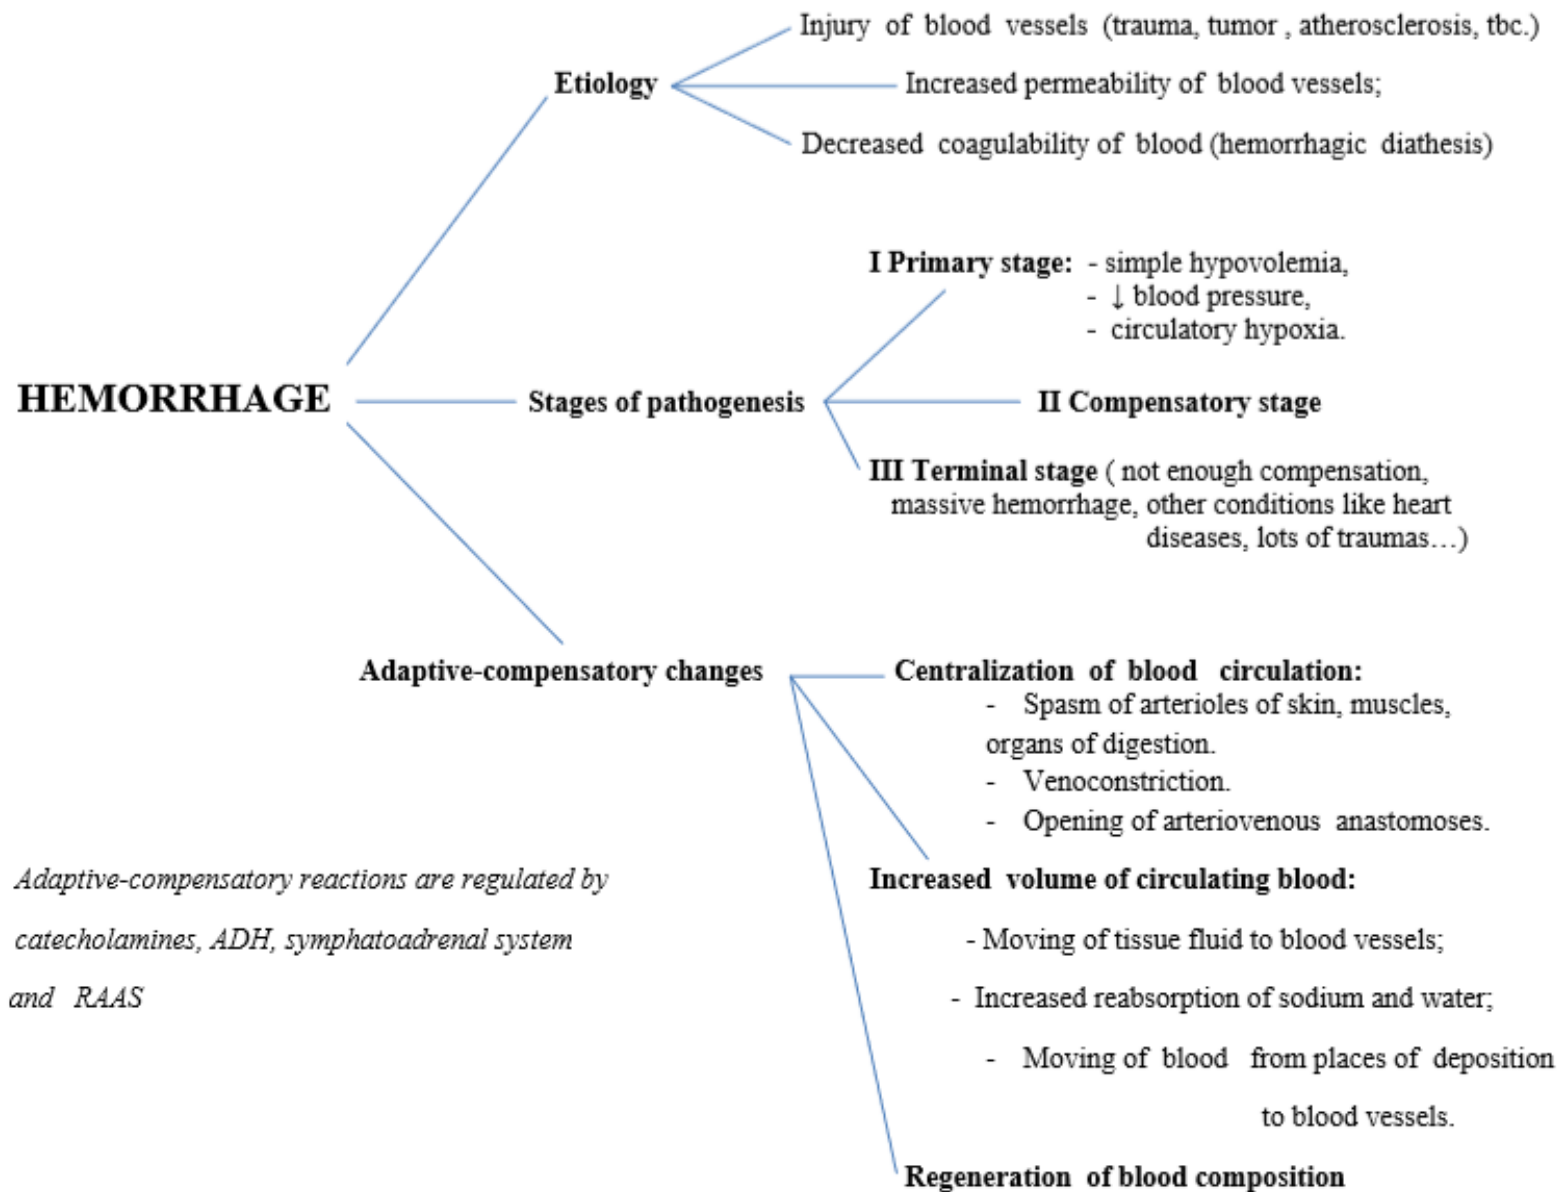 Injury of blood vessels (trauma, tumor , atherosclerosis, tbc.)
Etiology
Increased permeability of blood vessels;
Decreased coagulability of blood (hemorrhagic diathesis)
I Primary stage: - simple hypovolemia,
- ↓ blood pressure,
- circulatory hypoxia.
HEMORRHAGE
Stages of pathogenesis
II Compensatory stage
III Terminal stage ( not enough compensation,
massive hemorrhage, other conditions like heart
diseases, lots of traumas…)
Adaptive-compensatory changes
Centralization of blood circulation:
- Spasm of arterioles of skin, muscles,
organs of digestion.
- Venoconstriction.
- Opening of arteriovenous anastomoses.
Adaptive-compensatory reactions are regulated by
catecholamines, ADH, symphatoadrenal system
and RAAS
Increased volume of circulating blood:
- Moving of tissue fluid to blood vessels;
- Increased reabsorption of sodium and water;
- Moving of blood from places of deposition
to blood vessels.
Regeneration of blood composition